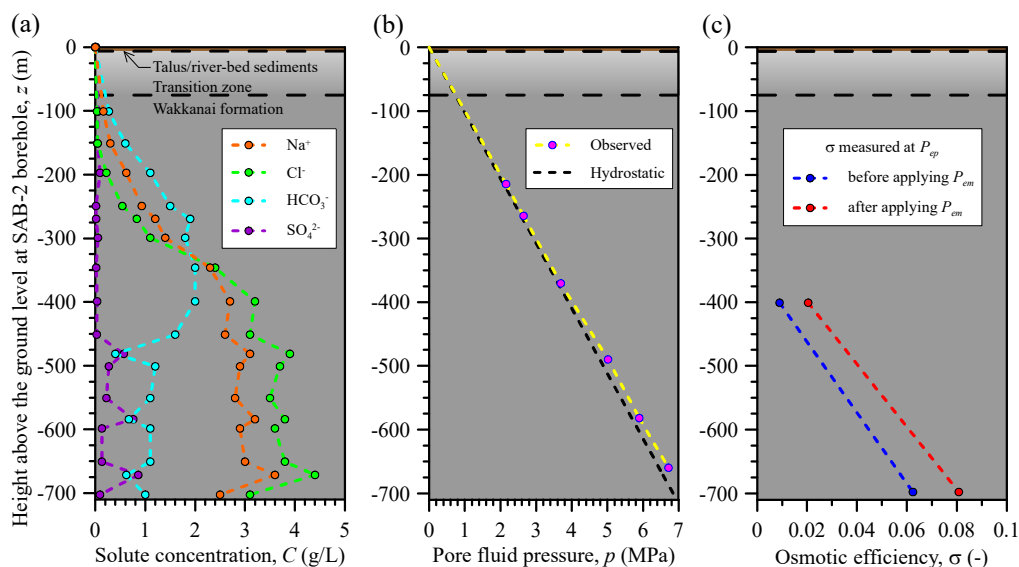 (a)
(b)
(c)
Height above the ground level at SAB-2 borehole, z (m)
0
-100
-200
-300
-400
-500
-600
-700
Talus/river-bed sediments
Transition zone
Wakkanai formation
Na⁺
Cl⁻
HCO₃⁻
SO₄²⁻
0 1 2 3 4 5
Solute concentration, C (g/L)
0
-100
-200
-300
-400
-500
-600
-700
Observed
Hydrostatic
0 1 2 3 4 5 6 7
Pore fluid pressure, p (MPa)
0
-100
-200
-300
-400
-500
-600
-700
σ measured at Pₑₚ
before applying Pₑₘ
after applying Pₑₘ
0 0.02 0.04 0.06 0.08 0.1
Osmotic efficiency, σ (-)